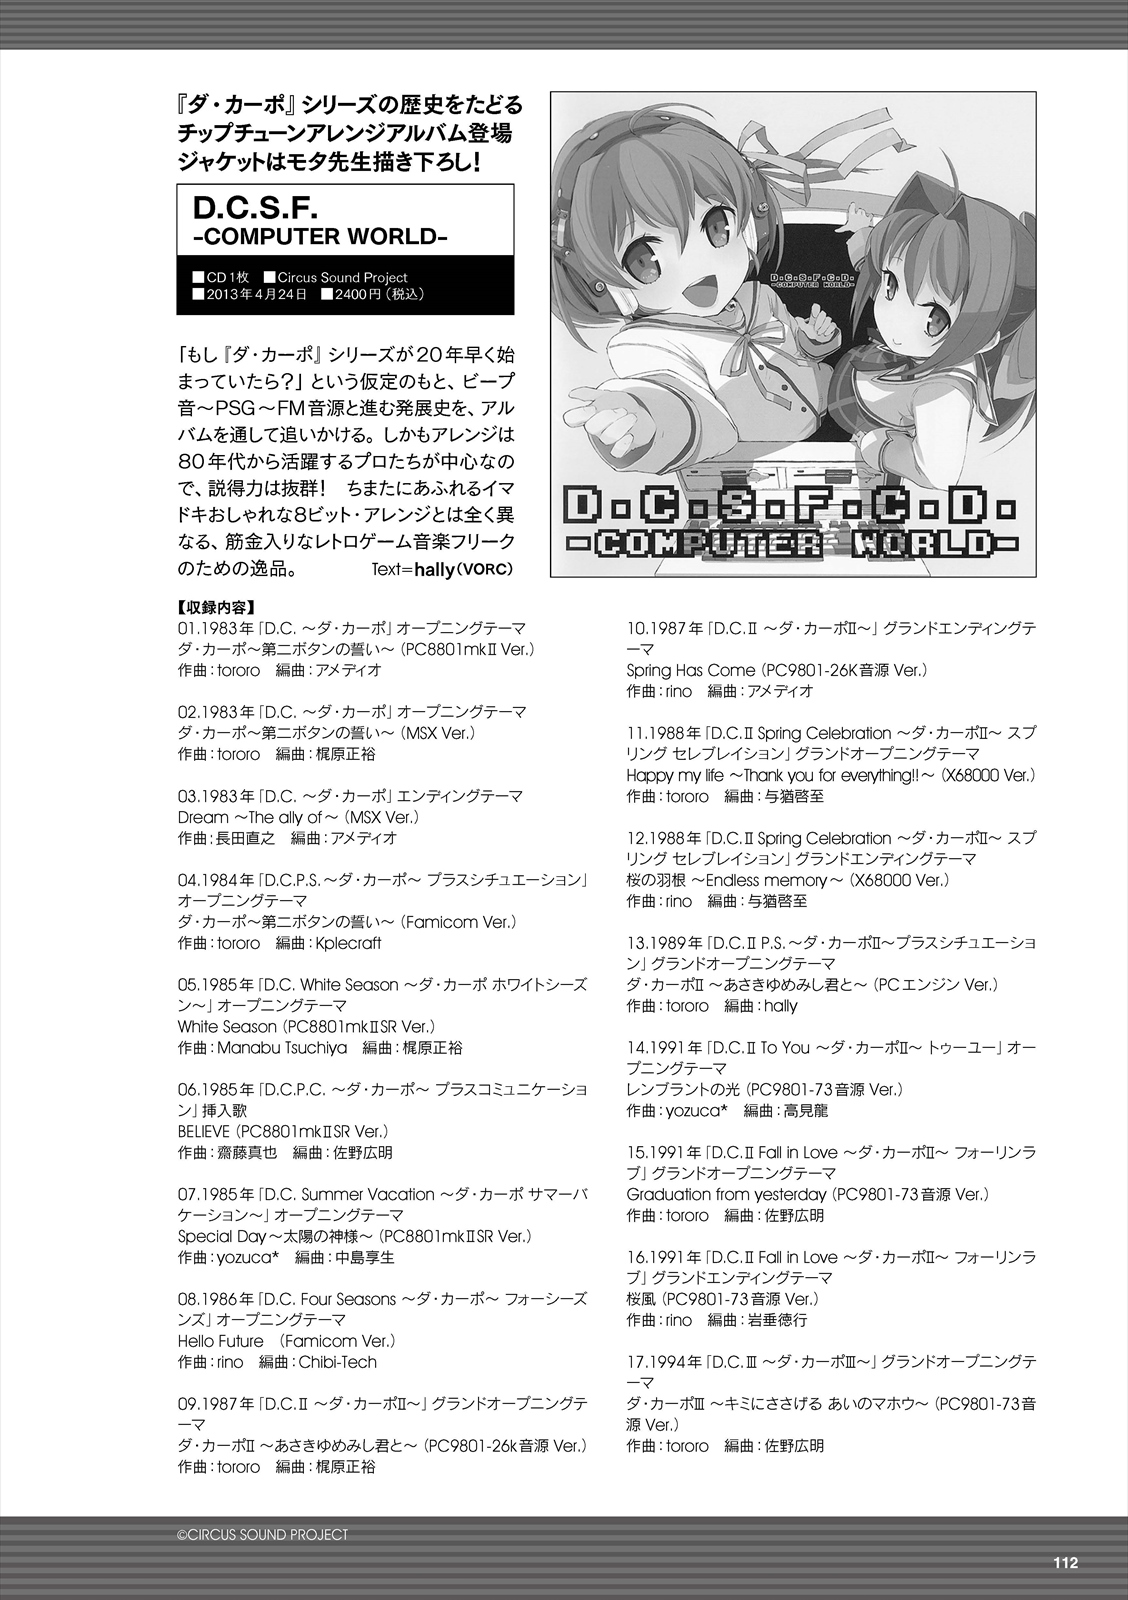 『ダ・カーポ』シリーズの歴史をたどる
チップチューンアレンジアルバム登場
ジャケットはモタ先生描き下ろし！
D.C.S.F.
-COMPUTER WORLD-
■CD1枚　■Circus Sound Project
■2013年4月24日　■2400円（税込）
「もし『ダ・カーポ』シリーズが20年早く始
まっていたら？」という仮定のもと、ビープ
音〜PSG〜FM音源と進む発展史を、アル
バムを通して追いかける。しかもアレンジは
80年代から活躍するプロたちが中心なの
で、説得力は抜群！　ちまたにあふれるイマ
ドキおしゃれな8ビット・アレンジとは全く異
なる、筋金入りなレトロゲーム音楽フリーク
のための逸品。　Text=hally（VORC）
D.C.S.F.C.D.
-COMPUTER WORLD-
D.C.S.F.C.D.
-COMPUTER WORLD-
【収録内容】
01.1983年「D.C. 〜ダ・カーポ」オープニングテーマ
ダ・カーポ〜第二ボタンの誓い〜（PC8801mkⅡ Ver.）
作曲：tororo　編曲：アメディオ
02.1983年「D.C. 〜ダ・カーポ」オープニングテーマ
ダ・カーポ〜第二ボタンの誓い〜（MSX Ver.）
作曲：tororo　編曲：梶原正裕
03.1983年「D.C. 〜ダ・カーポ」エンディングテーマ
Dream 〜The ally of〜（MSX Ver.）
作曲：長田直之　編曲：アメディオ
04.1984年「D.C.P.S.〜ダ・カーポ〜 プラスシチュエーション」
オープニングテーマ
ダ・カーポ〜第二ボタンの誓い〜（Famicom Ver.）
作曲：tororo　編曲：Kplecraft
05.1985年「D.C. White Season 〜ダ・カーポ ホワイトシーズ
ン〜」オープニングテーマ
White Season（PC8801mkⅡSR Ver.）
作曲：Manabu Tsuchiya　編曲：梶原正裕
06.1985年「D.C.P.C. 〜ダ・カーポ〜 プラスコミュニケーショ
ン」挿入歌
BELIEVE（PC8801mkⅡSR Ver.）
作曲：齋藤真也　編曲：佐野広明
07.1985年「D.C. Summer Vacation 〜ダ・カーポ サマーバ
ケーション〜」オープニングテーマ
Special Day〜太陽の神様〜（PC8801mkⅡSR Ver.）
作曲：yozuca*　編曲：中島享生
08.1986年「D.C. Four Seasons 〜ダ・カーポ〜 フォーシーズ
ンズ」オープニングテーマ
Hello Future　（Famicom Ver.）
作曲：rino　編曲：Chibi-Tech
09.1987年「D.C.Ⅱ 〜ダ・カーポⅡ〜」グランドオープニングテ
ーマ
ダ・カーポⅡ 〜あさきゆめみし君と〜（PC9801-26k音源 Ver.）
作曲：tororo　編曲：梶原正裕
10.1987年「D.C.Ⅱ 〜ダ・カーポⅡ〜」グランドエンディングテ
ーマ
Spring Has Come（PC9801-26K音源 Ver.）
作曲：rino　編曲：アメディオ
11.1988年「D.C.Ⅱ Spring Celebration 〜ダ・カーポⅡ〜 スプ
リング セレブレイション」グランドオープニングテーマ
Happy my life 〜Thank you for everything!!〜（X68000 Ver.）
作曲：tororo　編曲：与猶啓至
12.1988年「D.C.Ⅱ Spring Celebration 〜ダ・カーポⅡ〜 スプ
リング セレブレイション」グランドエンディングテーマ
桜の羽根 〜Endless memory〜（X68000 Ver.）
作曲：rino　編曲：与猶啓至
13.1989年「D.C.Ⅱ P.S.〜ダ・カーポⅡ〜プラスシチュエーショ
ン」グランドオープニングテーマ
ダ・カーポⅡ 〜あさきゆめみし君と〜（PCエンジン Ver.）
作曲：tororo　編曲：hally
14.1991年「D.C.Ⅱ To You 〜ダ・カーポⅡ〜 トゥーユー」オー
プニングテーマ
レンブラントの光（PC9801-73音源 Ver.）
作曲：yozuca*　編曲：高見龍
15.1991年「D.C.Ⅱ Fall in Love 〜ダ・カーポⅡ〜 フォーリンラ
ブ」グランドオープニングテーマ
Graduation from yesterday（PC9801-73音源 Ver.）
作曲：tororo　編曲：佐野広明
16.1991年「D.C.Ⅱ Fall in Love 〜ダ・カーポⅡ〜 フォーリンラ
ブ」グランドエンディングテーマ
桜風（PC9801-73音源 Ver.）
作曲：rino　編曲：岩垂徳行
17.1994年「D.C.Ⅲ 〜ダ・カーポⅢ〜」グランドオープニングテ
ーマ
ダ・カーポⅢ 〜キミにささげる あいのマホウ〜（PC9801-73音
源 Ver.）
作曲：tororo　編曲：佐野広明
©CIRCUS SOUND PROJECT
112